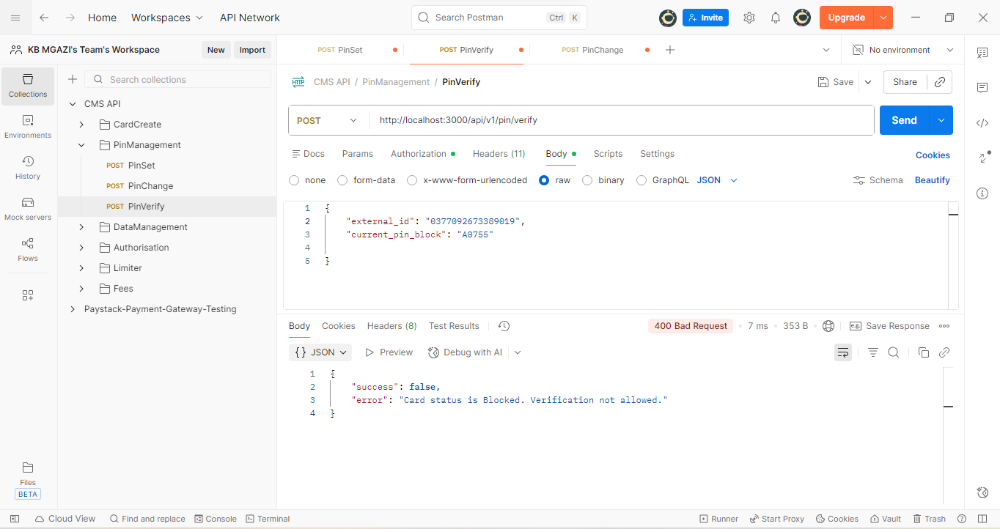 Home Workspaces API Network Search Postman Ctrl K Invite Upgrade
KB MGAZI's Team's Workspace New Import POST PinSet POST PinVerify POST PinChange No environment
Collections
Environments
History
Mock servers
Flows
Files
BETA
Search collections
CMS API
CardCreate
PinManagement
POST PinSet
POST PinChange
POST PinVerify
DataManagement
Authorisation
Limiter
Fees
Paystack-Payment-Gateway-Testing
HTTP CMS API / PinManagement / PinVerify Save Share
POST http://localhost:3000/api/v1/pin/verify Send
Docs Params Authorization Headers (11) Body Scripts Settings Cookies
none form-data x-www-form-urlencoded raw binary GraphQL JSON Schema Beautify
1 {
2 "external_id": "0377092673389019",
3 "current_pin_block": "A0755"
4
5 }
Body Cookies Headers (8) Test Results 400 Bad Request 7 ms 353 B e.g. Save Response
{} JSON Preview Debug with AI
1 {
2 "success": false,
3 "error": "Card status is Blocked. Verification not allowed."
4 }
Cloud View Find and replace Console Terminal Runner Start Proxy Cookies Vault Trash